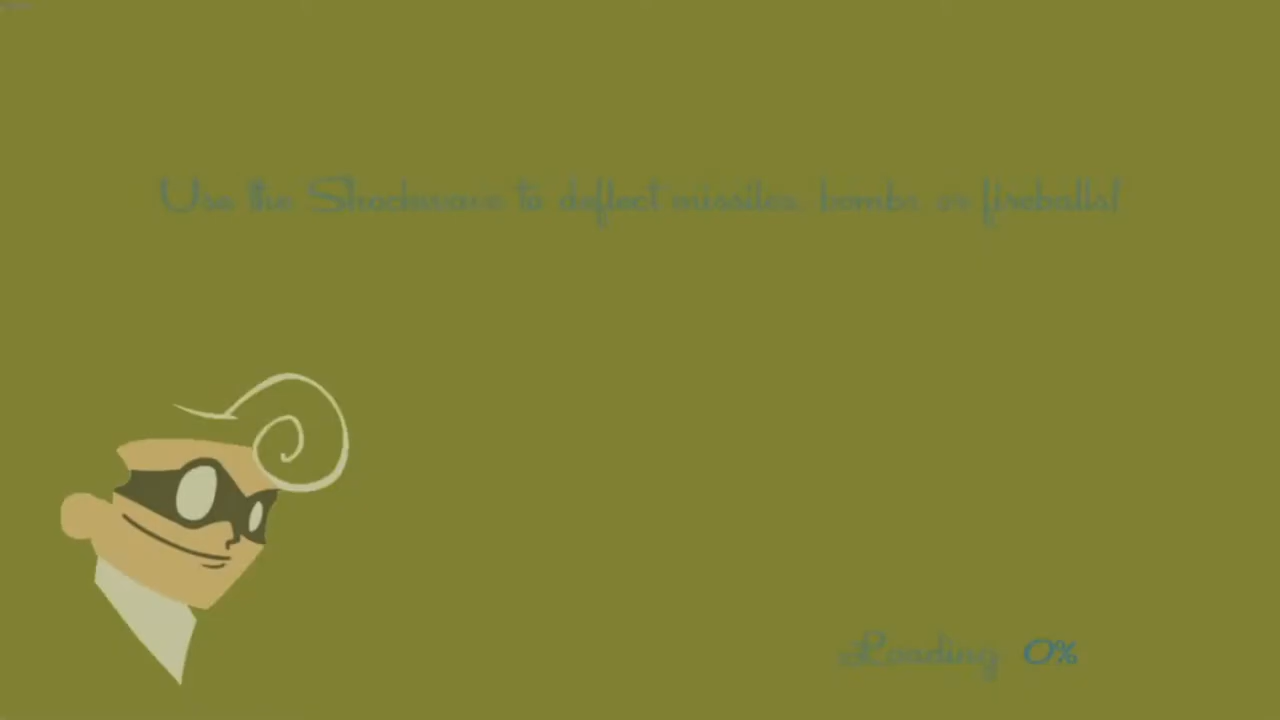 Use the Shockwave to deflect missiles, bombs, or fireballs!
Loading 0%